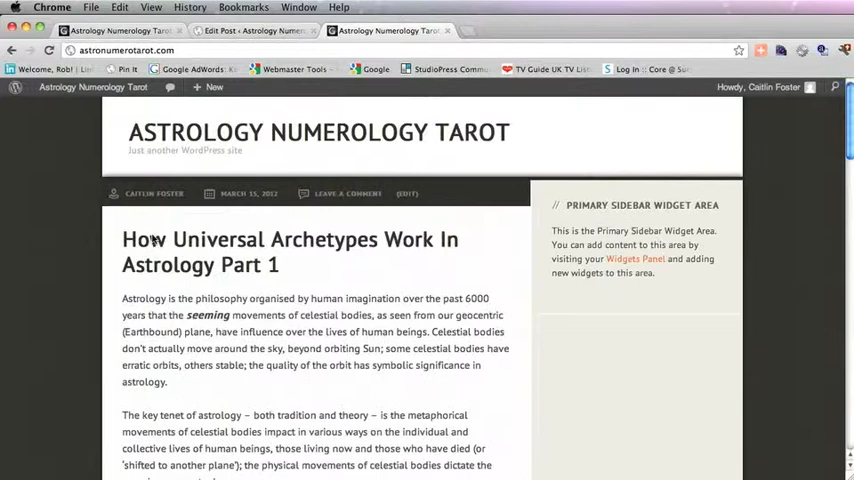 Chrome File Edit View History Bookmarks Window Help
Astrology Numerology Tarot Edit Post ‹ Astrology Numer Astrology Numerology Tarot
astronumerotarot.com
Welcome, Rob! Pin It Google AdWords: Webmaster Tools Google StudioPress Commu TV Guide UK TV List Log In :: Core @ Su
Astrology Numerology Tarot + New Howdy, Caitlin Foster
ASTROLOGY NUMEROLOGY TAROT
Just another WordPress site
CAITLIN FOSTER MARCH 15, 2012 LEAVE A COMMENT (EDIT)
How Universal Archetypes Work In
Astrology Part 1
Astrology is the philosophy organised by human imagination over the past 6000
years that the seeming movements of celestial bodies, as seen from our geocentric
(Earthbound) plane, have influence over the lives of human beings. Celestial bodies
don't actually move around the sky, beyond orbiting Sun; some celestial bodies have
erratic orbits, others stable; the quality of the orbit has symbolic significance in
astrology.
The key tenet of astrology – both tradition and theory – is the metaphorical
movements of celestial bodies impact in various ways on the individual and
collective lives of human beings, those living now and those who have died (or
'shifted to another plane'); the physical movements of celestial bodies dictate the
// PRIMARY SIDEBAR WIDGET AREA
This is the Primary Sidebar Widget Area.
You can add content to this area by
visiting your Widgets Panel and adding
new widgets to this area.